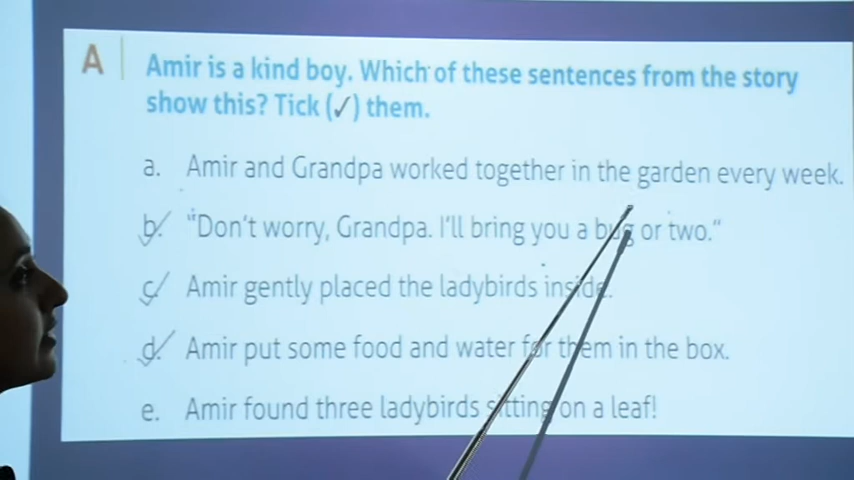 A
Amir is a kind boy. Which of these sentences from the story
show this? Tick (✓) them.
a. Amir and Grandpa worked together in the garden every week.
b. "Don't worry, Grandpa. I'll bring you a bug or two."
c. Amir gently placed the ladybirds inside.
d. Amir put some food and water for them in the box.
e. Amir found three ladybirds sitting on a leaf!